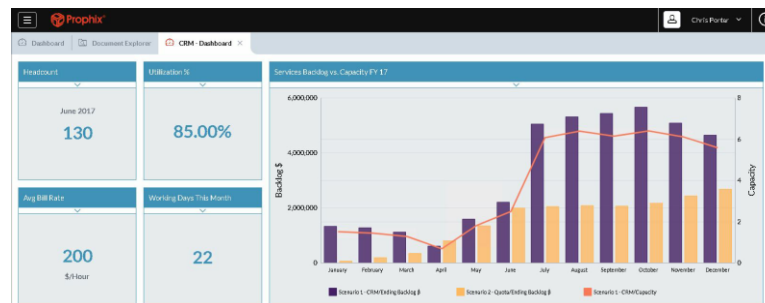 Prophix
Chris Portar
Dashboard
Document Explorer
CRM - Dashboard
Headcount
Utilization %
Services Backlog vs. Capacity FY 17
June 2017
130
85.00%
Avg Bill Rate
Working Days This Month
200
$/Hour
22
6,000,000
4,000,000
2,000,000
0
Backlog $
8
6
4
2
0
Capacity
January
February
March
April
May
June
July
August
September
October
November
December
Scenario 1 - CRM/Ending Backlog $
Scenario 2 - Quota/Ending Backlog $
Scenario 1 - CRM/Capacity